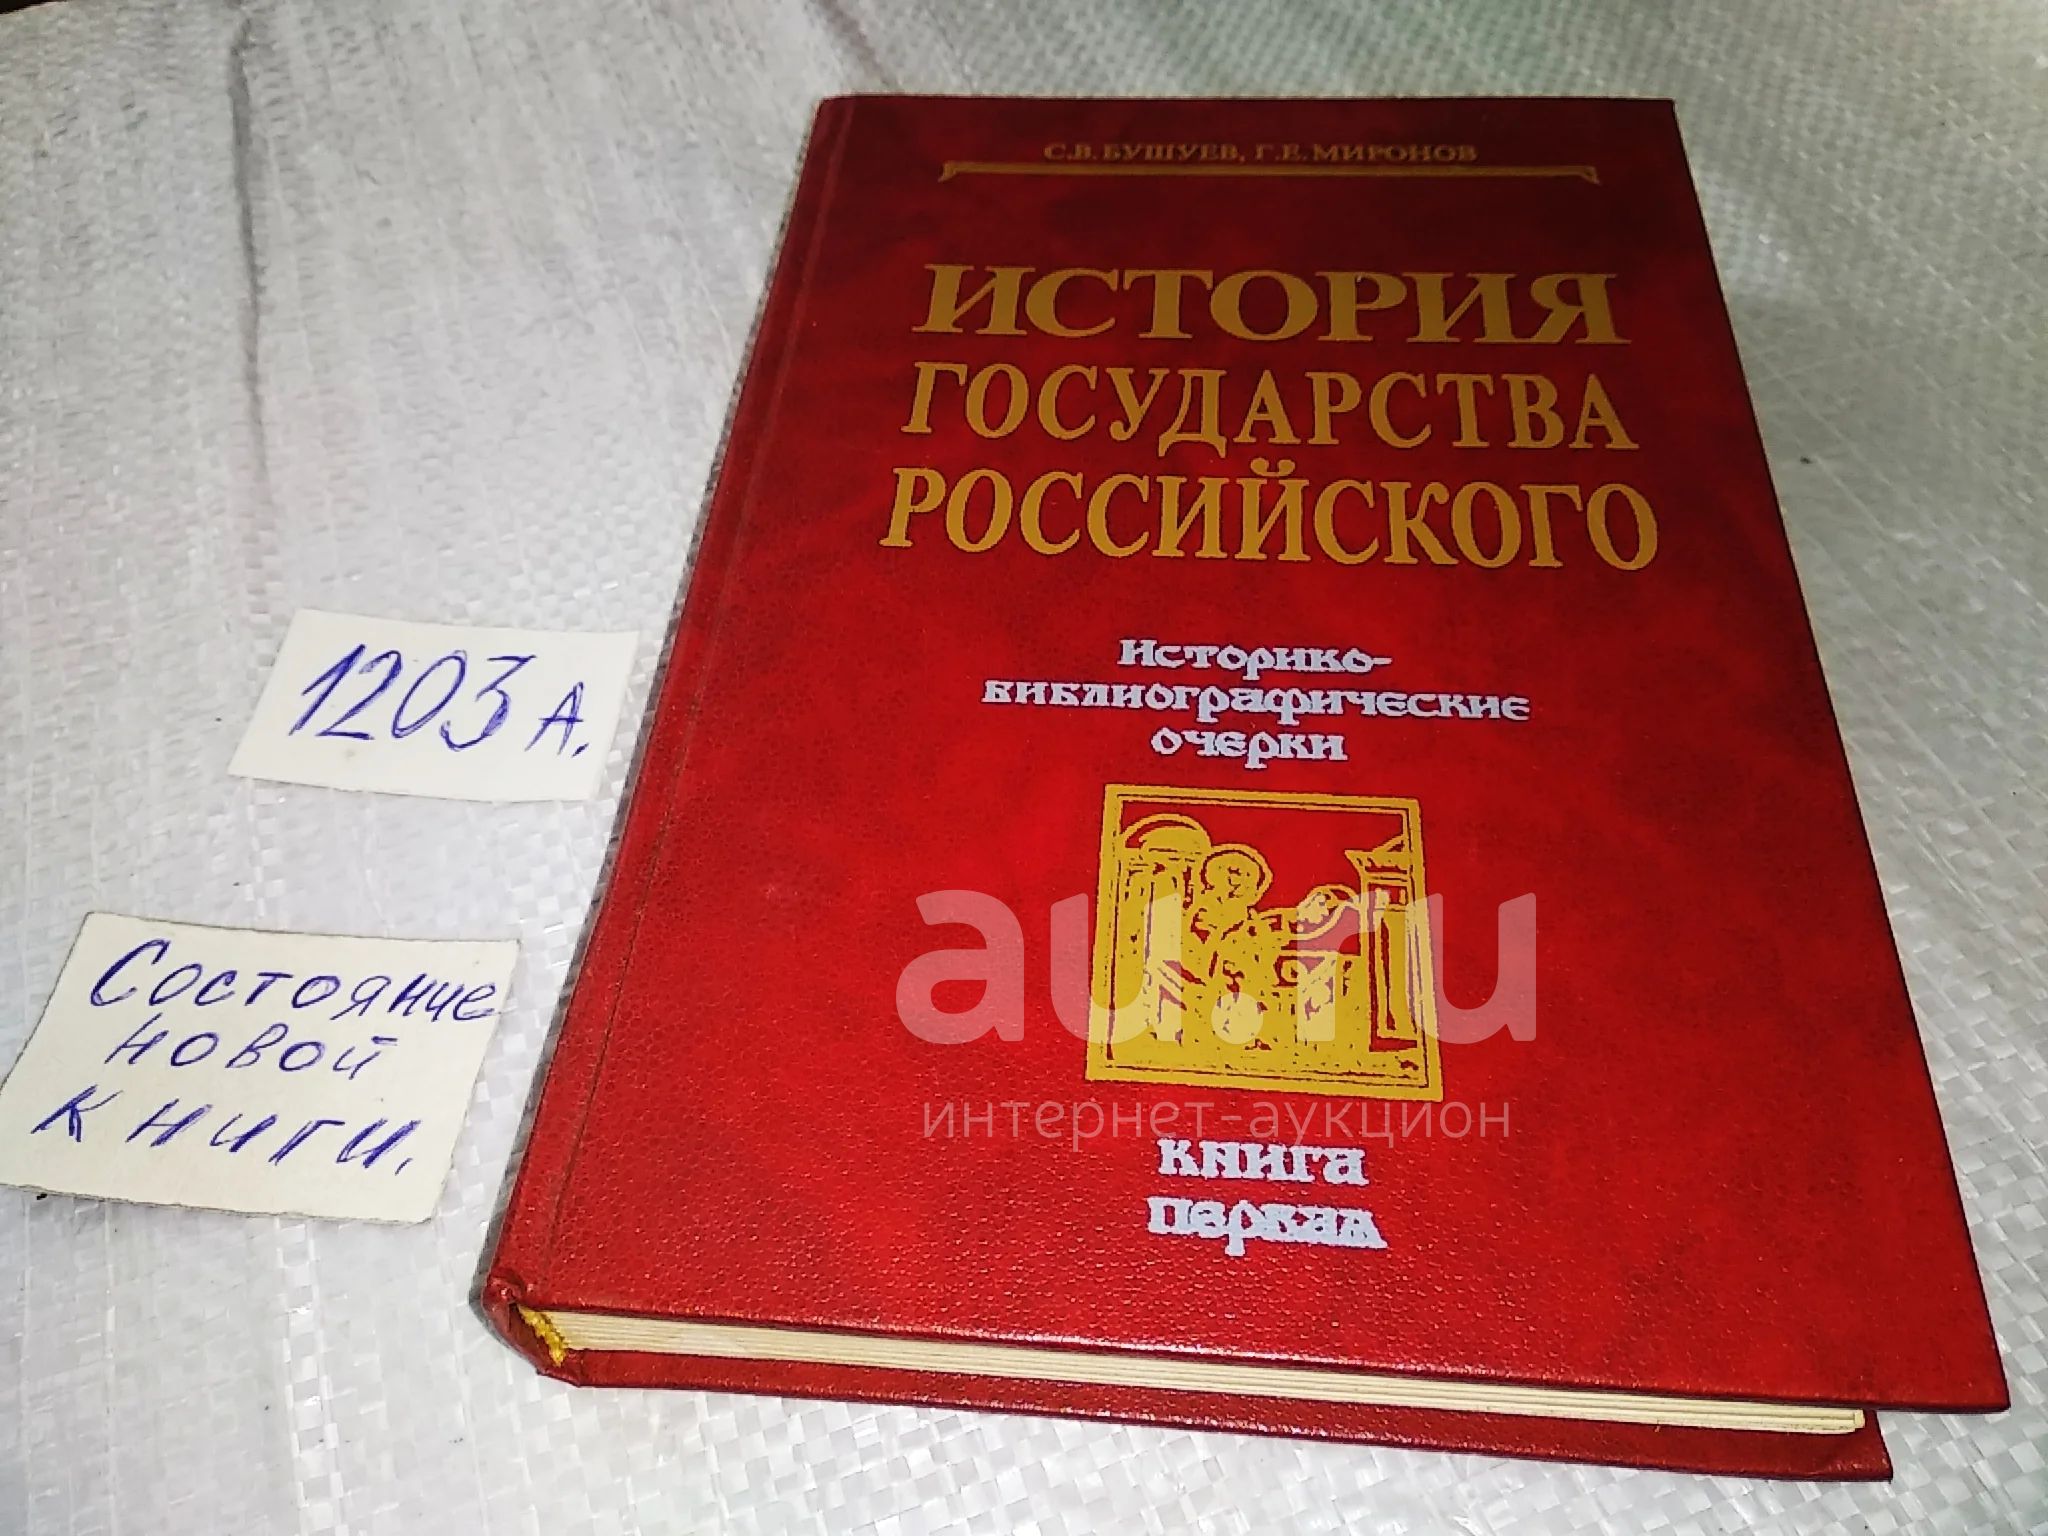 С.В. БУШУЕВ, Г.Е. МИРОНОВ
ИСТОРИЯ
ГОСУДАРСТВА
РОССИЙСКОГО
Историко-
библиографические
очерки
книга
первая
1203 А.
Состояние
новой
книги.
au.ru
интернет-аукцион